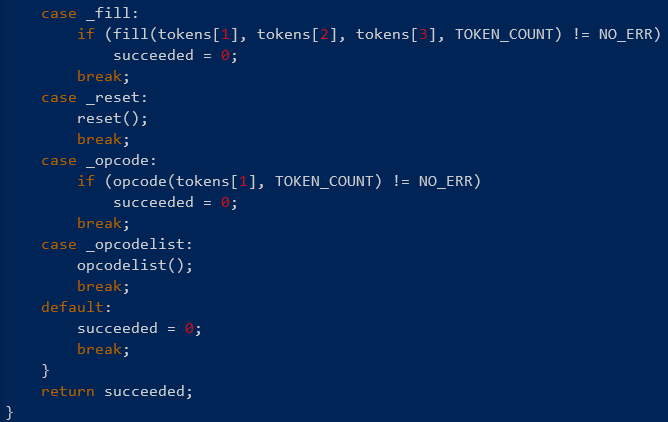 case _fill:
if (fill(tokens[1], tokens[2], tokens[3], TOKEN_COUNT) != NO_ERR)
succeeded = 0;
break;
case _reset:
reset();
break;
case _opcode:
if (opcode(tokens[1], TOKEN_COUNT) != NO_ERR)
succeeded = 0;
break;
case _opcodelist:
opcodelist();
break;
default:
succeeded = 0;
break;
}
return succeeded;
}